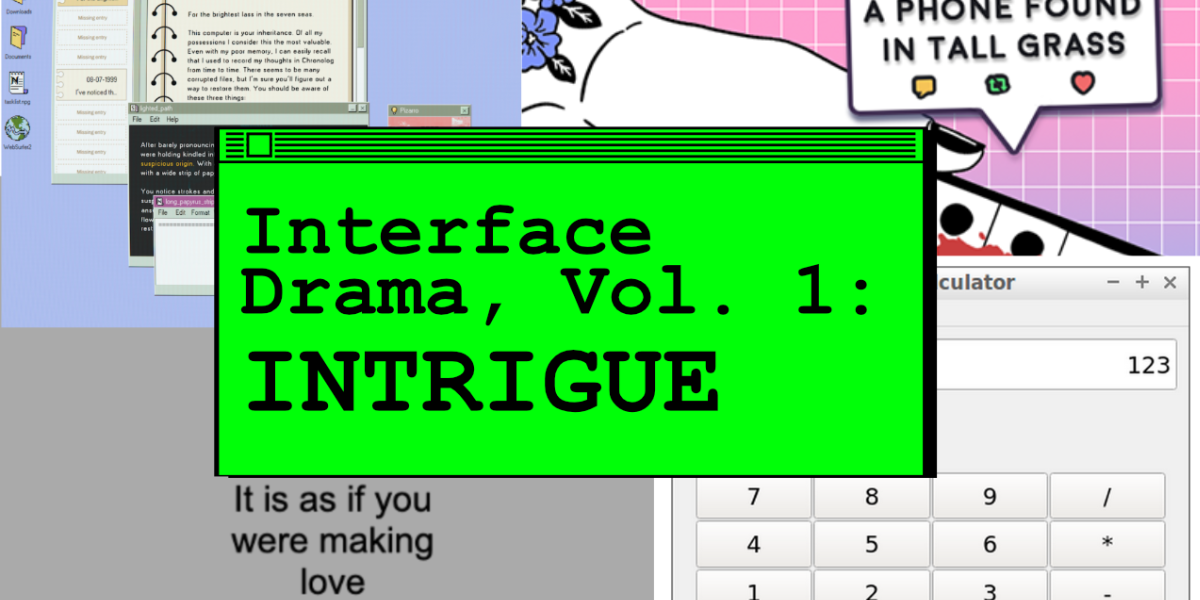 Downloads
Documents
tasklist-npg
WebSuite2
Missing entry
Missing entry
Missing entry
08-07-1999
I've noticed th..
Missing entry
Missing entry
Missing entry
Missing entry
For the brightest lass in the seven seas
This computer is your inheritance. Of all my
possessions I consider this the most valuable.
Even with my poor memory, I can easily recall
that I used to record my thoughts in Chronolog
from time to time. There seems to be many
corrupted files, but I'm sure you'll figure out a
way to restore them. You should be aware of
these three things:
lighted_path
File Edit Help
After barely pronouncin
were holding kindled in
suspicious origin. With
with a wide strip of pap
You notice strokes and
long_papyrus_strip
File Edit Format
A PHONE FOUND
IN TALL GRASS
Interface
Drama, Vol. 1:
INTRIGUE
culator
123
7 8 9 /
4 5 6 *
1 2 3 -
It is as if you
were making
love